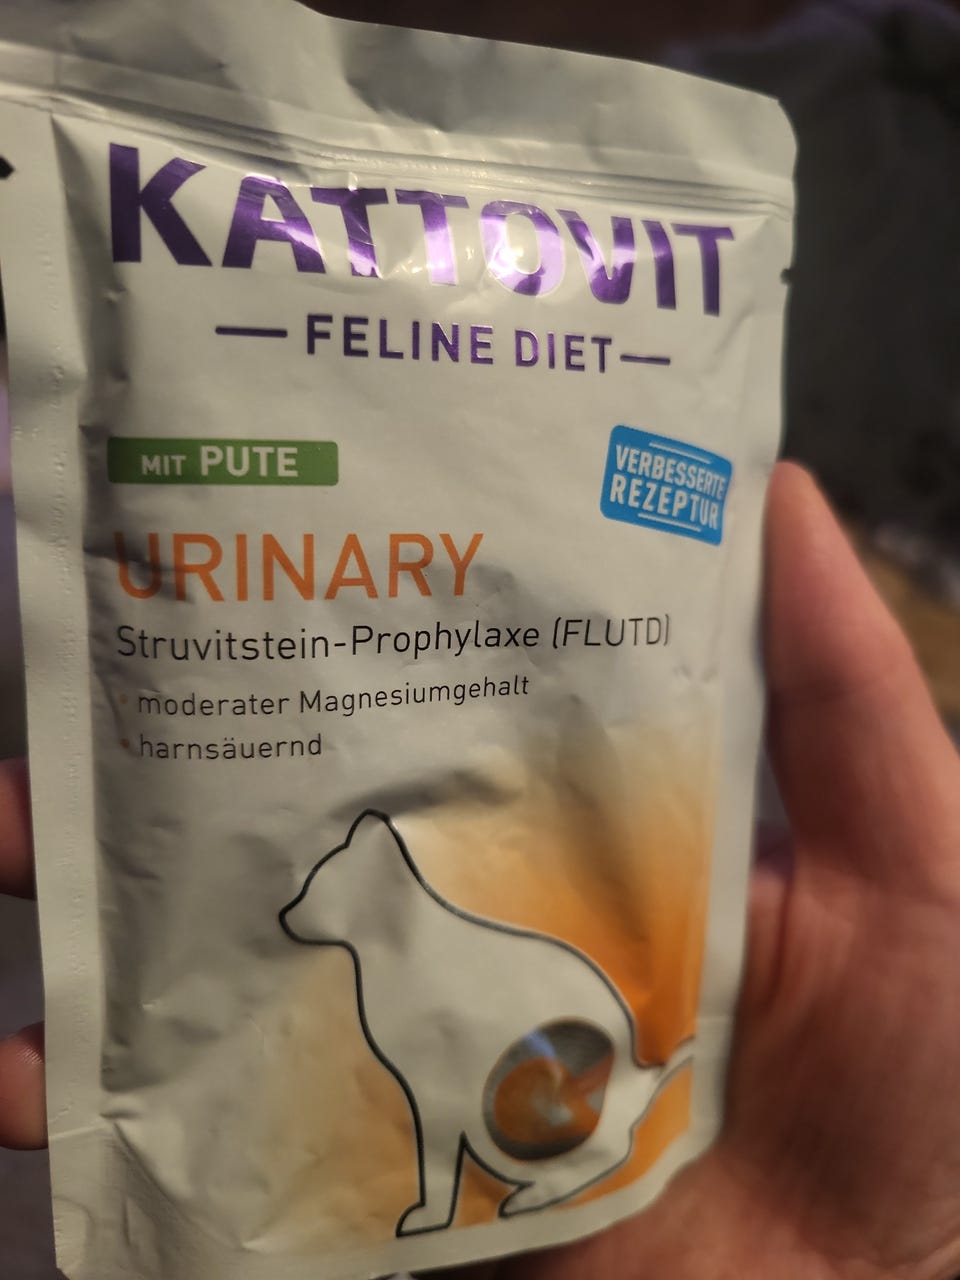 KATTOVIT
FELINE DIET
MIT PUTE
VERBESSERTE
REZEPTUR
URINARY
Struvitstein-Prophylaxe (FLUTD)
• moderater Magnesiumgehalt
• harnsäuernd